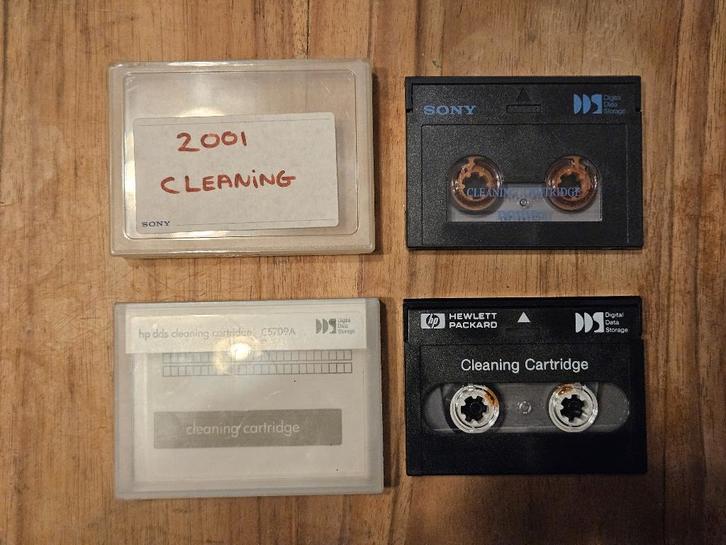 2001
CLEANING
SONY
SONY
DDS Digital
Data
Storage
CLEANING CARTRIDGE
hp dds cleaning cartridge C5709A
DDS Digital
Data
Storage
cleaning cartridge
hp HEWLETT
PACKARD
DDS Digital
Data
Storage
Cleaning Cartridge